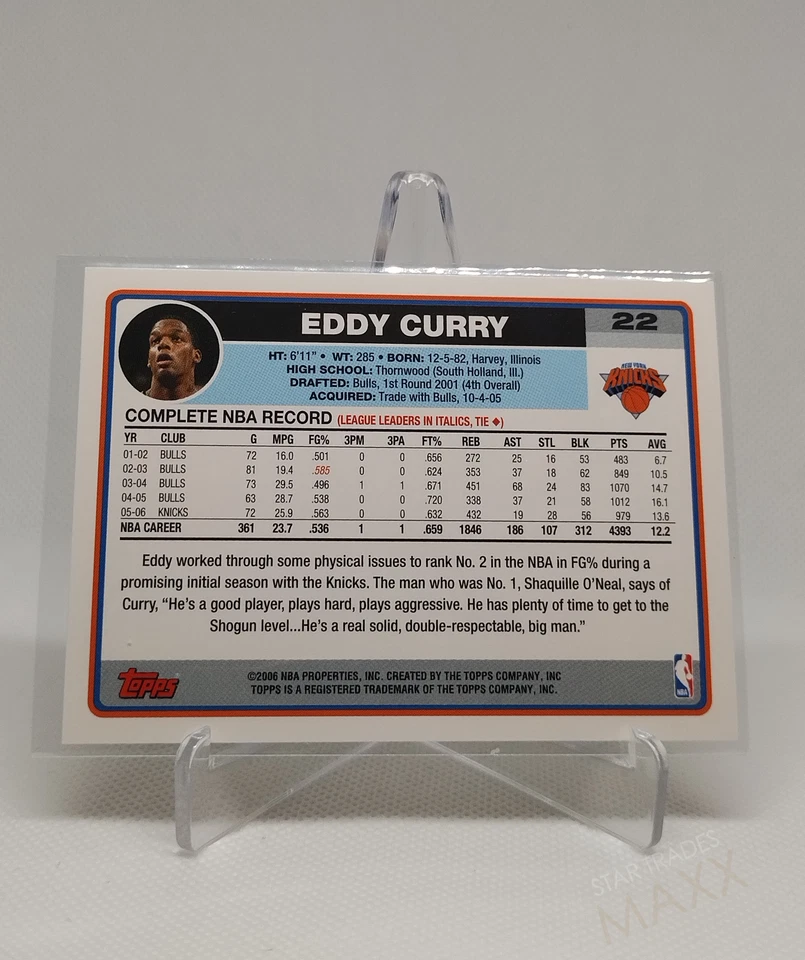 EDDY CURRY 22
HT: 6'11" • WT: 285 • BORN: 12-5-82, Harvey, Illinois
HIGH SCHOOL: Thornwood (South Holland, Ill.)
DRAFTED: Bulls, 1st Round 2001 (4th Overall)
ACQUIRED: Trade with Bulls, 10-4-05
NEW YORK
KNICKS
COMPLETE NBA RECORD (LEAGUE LEADERS IN ITALICS, TIE ◆)
YR CLUB G MPG FG% 3PM 3PA FT% REB AST STL BLK PTS AVG
01-02 BULLS 72 16.0 .501 0 0 .656 272 25 16 53 483 6.7
02-03 BULLS 81 19.4 .585 0 0 .624 353 37 18 62 849 10.5
03-04 BULLS 73 29.5 .496 1 1 .671 451 68 24 83 1070 14.7
04-05 BULLS 63 28.7 .538 0 0 .720 338 37 21 58 1012 16.1
05-06 KNICKS 72 25.9 .563 0 0 .632 432 19 28 56 979 13.6
NBA CAREER 361 23.7 .536 1 1 .659 1846 186 107 312 4393 12.2
Eddy worked through some physical issues to rank No. 2 in the NBA in FG% during a
promising initial season with the Knicks. The man who was No. 1, Shaquille O'Neal, says of
Curry, "He's a good player, plays hard, plays aggressive. He has plenty of time to get to the
Shogun level...He's a real solid, double-respectable, big man."
Topps
©2006 NBA PROPERTIES, INC. CREATED BY THE TOPPS COMPANY, INC
TOPPS IS A REGISTERED TRADEMARK OF THE TOPPS COMPANY, INC.
NBA
STAR TRADES
MAXX